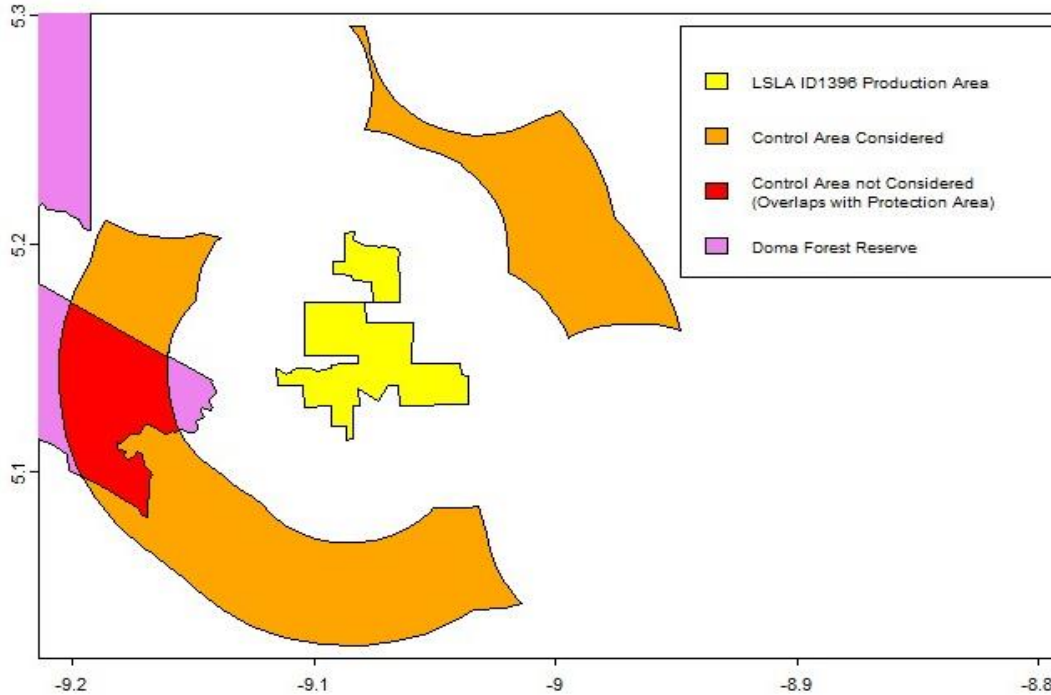 5.3
5.2
5.1
LSLA ID1396 Production Area
Control Area Considered
Control Area not Considered
(Overlaps with Protection Area)
Doma Forest Reserve
-9.2
-9.1
-9
-8.9
-8.8